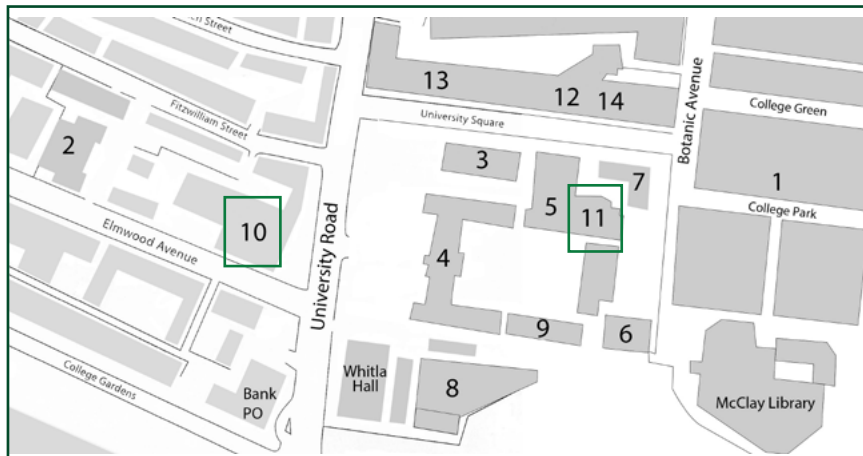 Street
13
12
14
University Square
Fitzwilliam Street
Botanic Avenue
College Green
2
3
7
1
5
11
College Park
10
Elmwood Avenue
University Road
4
9
6
College Gardens
Whitla
Hall
8
Bank
PO
McClay Library